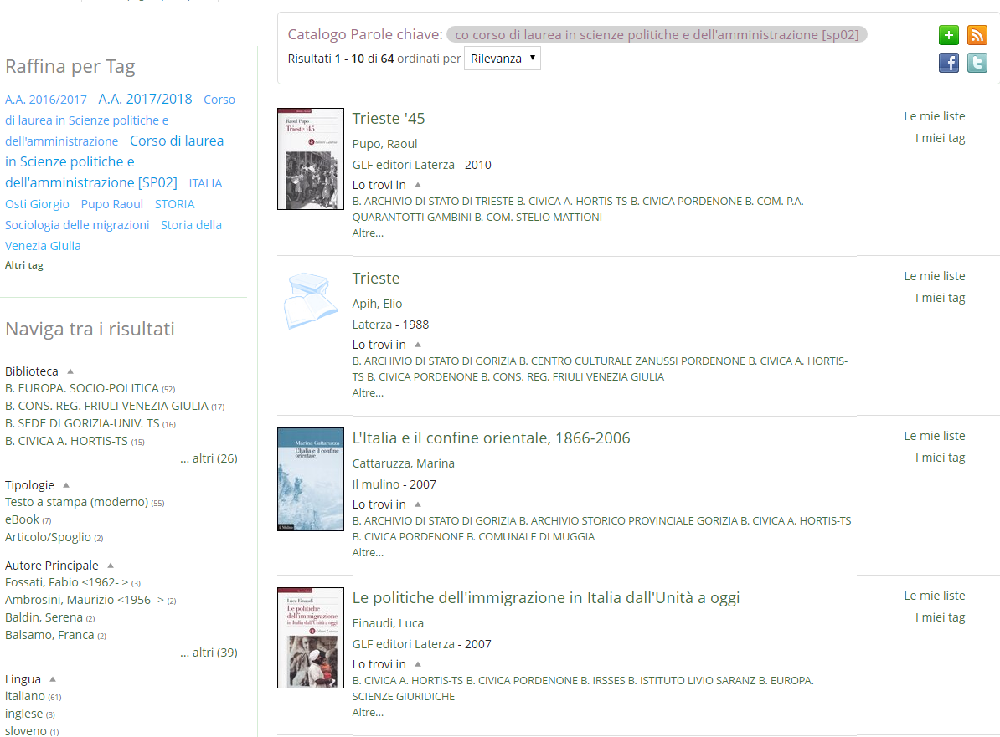 Raffina per Tag
A.A. 2016/2017 A.A. 2017/2018 Corso
di laurea in Scienze politiche e
dell'amministrazione Corso di laurea
in Scienze politiche e
dell'amministrazione [SP02] ITALIA
Osti Giorgio Pupo Raoul STORIA
Sociologia delle migrazioni Storia della
Venezia Giulia
Altri tag
Naviga tra i risultati
Biblioteca
B. EUROPA. SOCIO-POLITICA (52)
B. CONS. REG. FRIULI VENEZIA GIULIA (17)
B. SEDE DI GORIZIA-UNIV. TS (16)
B. CIVICA A. HORTIS-TS (15)
... altri (26)
Tipologie
Testo a stampa (moderno) (55)
eBook (7)
Articolo/Spoglio (2)
Autore Principale
Fossati, Fabio <1962- > (3)
Ambrosini, Maurizio <1956- > (2)
Baldin, Serena (2)
Balsamo, Franca (2)
... altri (39)
Lingua
italiano (61)
inglese (3)
sloveno (1)
Catalogo Parole chiave: co corso di laurea in scienze politiche e dell'amministrazione [sp02]
Risultati 1 - 10 di 64 ordinati per Rilevanza
Raoul Pupo
Trieste '45
Editori Laterza
Trieste '45
Pupo, Raoul
GLF editori Laterza - 2010
Lo trovi in
B. ARCHIVIO DI STATO DI TRIESTE B. CIVICA A. HORTIS-TS B. CIVICA PORDENONE B. COM. P.A.
QUARANTOTTI GAMBINI B. COM. STELIO MATTIONI
Altre...
Le mie liste
I miei tag
Trieste
Apih, Elio
Laterza - 1988
Lo trovi in
B. ARCHIVIO DI STATO DI GORIZIA B. CENTRO CULTURALE ZANUSSI PORDENONE B. CIVICA A. HORTIS-
TS B. CIVICA PORDENONE B. CONS. REG. FRIULI VENEZIA GIULIA
Altre...
Le mie liste
I miei tag
Marina Cattaruzza
L'Italia e il confine
orientale
il Mulino
L'Italia e il confine orientale, 1866-2006
Cattaruzza, Marina
Il mulino - 2007
Lo trovi in
B. ARCHIVIO DI STATO DI GORIZIA B. ARCHIVIO STORICO PROVINCIALE GORIZIA B. CIVICA A. HORTIS-TS
B. CIVICA PORDENONE B. COMUNALE DI MUGGIA
Altre...
Le mie liste
I miei tag
Luca Einaudi
Le politiche
dell'immigrazione
in Italia dall'Unità a oggi
Editori Laterza
Le politiche dell'immigrazione in Italia dall'Unità a oggi
Einaudi, Luca
GLF editori Laterza - 2007
Lo trovi in
B. CIVICA A. HORTIS-TS B. CIVICA PORDENONE B. IRSSES B. ISTITUTO LIVIO SARANZ B. EUROPA.
SCIENZE GIURIDICHE
Altre...
Le mie liste
I miei tag